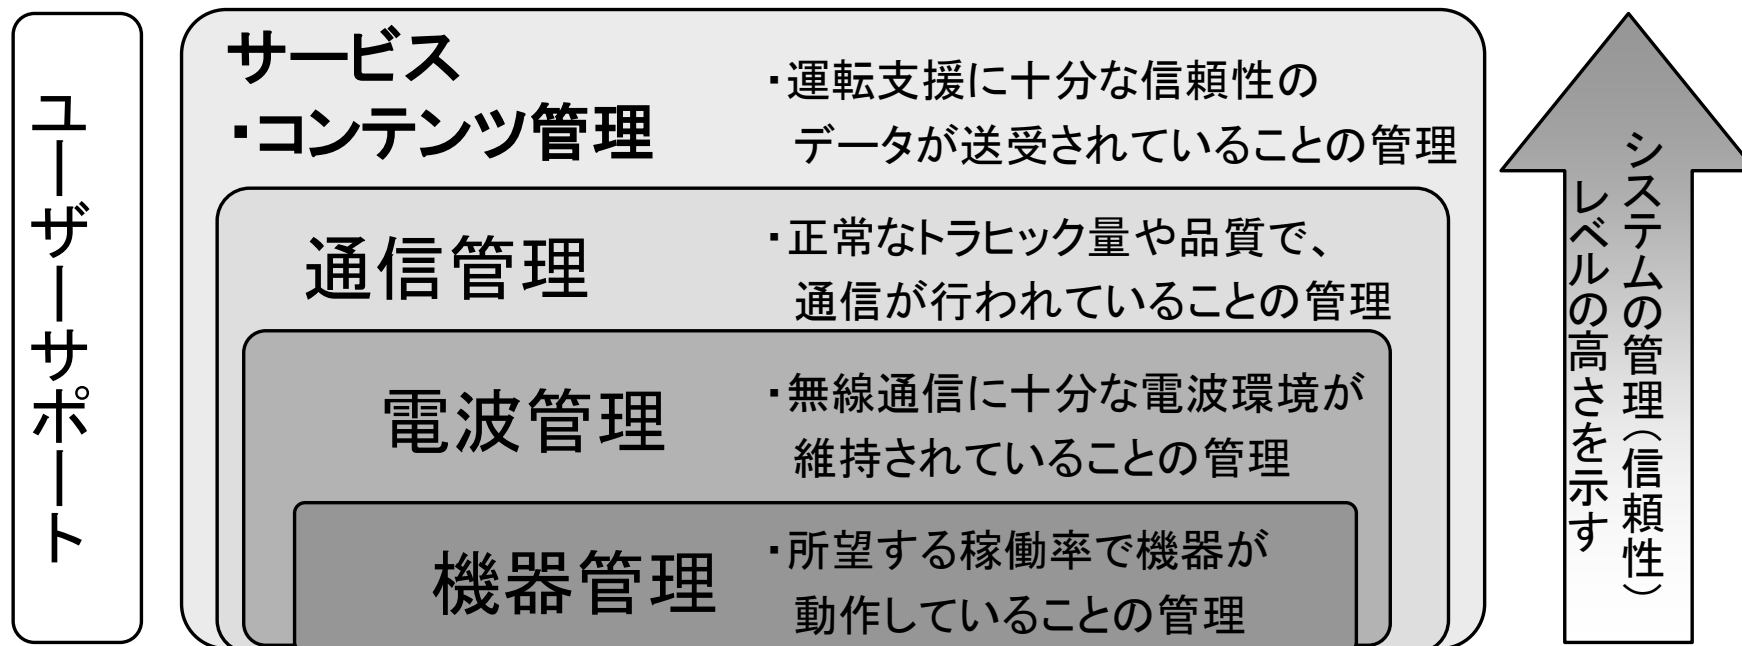 ユーザーサポート
サービス
・コンテンツ管理
・運転支援に十分な信頼性の
データが送受されていることの管理
通信管理
・正常なトラヒック量や品質で、
通信が行われていることの管理
電波管理
・無線通信に十分な電波環境が
維持されていることの管理
機器管理
・所望する稼働率で機器が
動作していることの管理
システムの管理（信頼性）
レベルの高さを示す